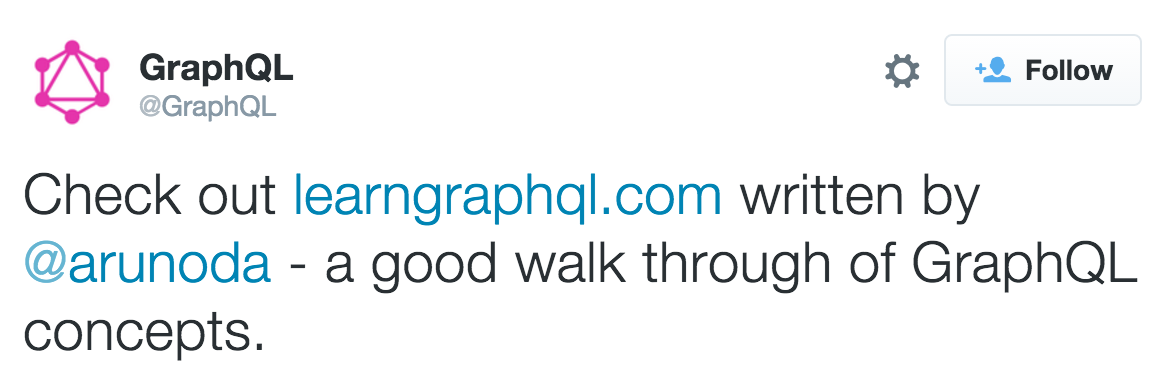 GraphQL
@GraphQL
Follow
Check out learngraphql.com written by
@arunoda - a good walk through of GraphQL
concepts.